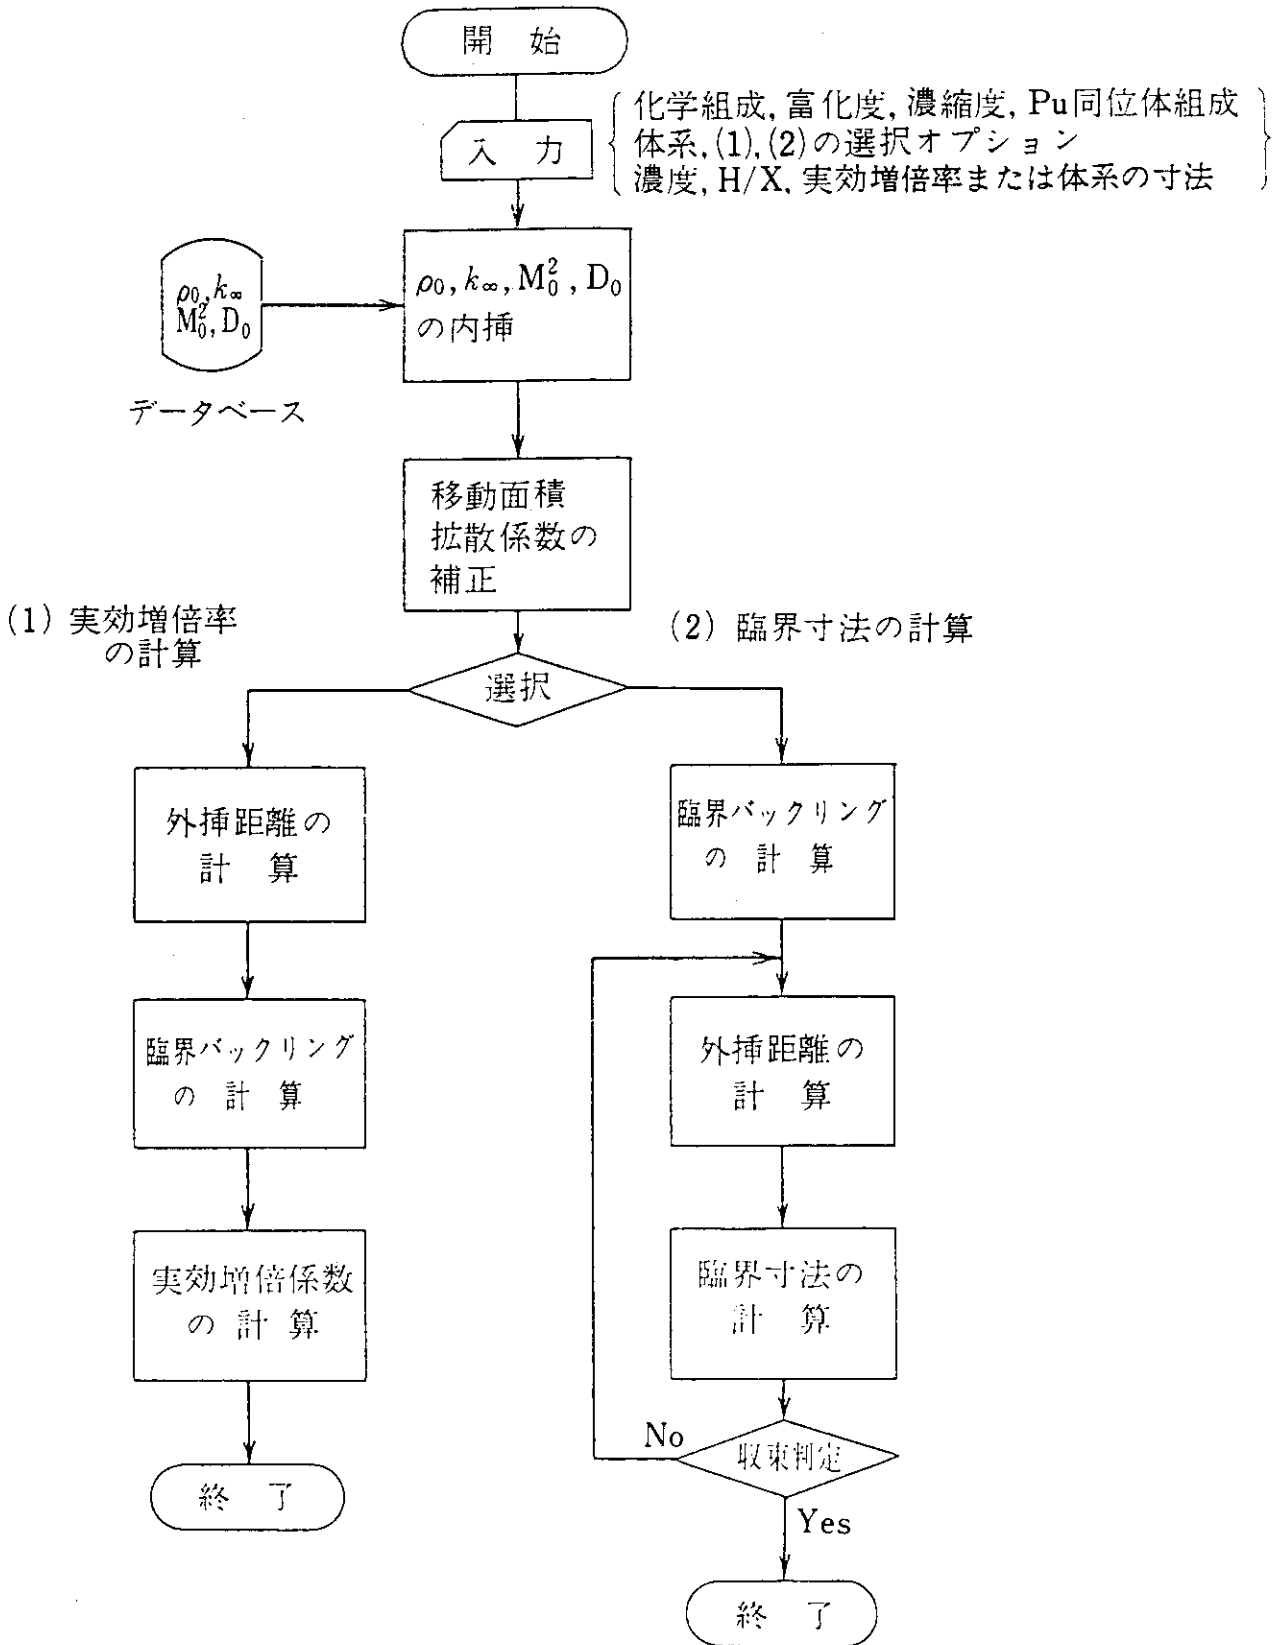 開 始
入 力
化学組成, 富化度, 濃縮度, Pu同位体組成
体系, (1), (2)の選択オプション
濃度, H/X, 実効増倍率または体系の寸法
ρ0, k∞
M₀², D₀
データベース
ρ0, k∞, M₀², D₀
の内挿
移動面積
拡散係数の
補正
(1) 実効増倍率
の計算
(2) 臨界寸法の計算
選択
外挿距離の
計 算
臨界バックリング
の 計 算
実効増倍係数
の 計 算
終 了
臨界バックリング
の 計 算
外挿距離の
計 算
臨界寸法の
計 算
収束判定
No
Yes
終 了